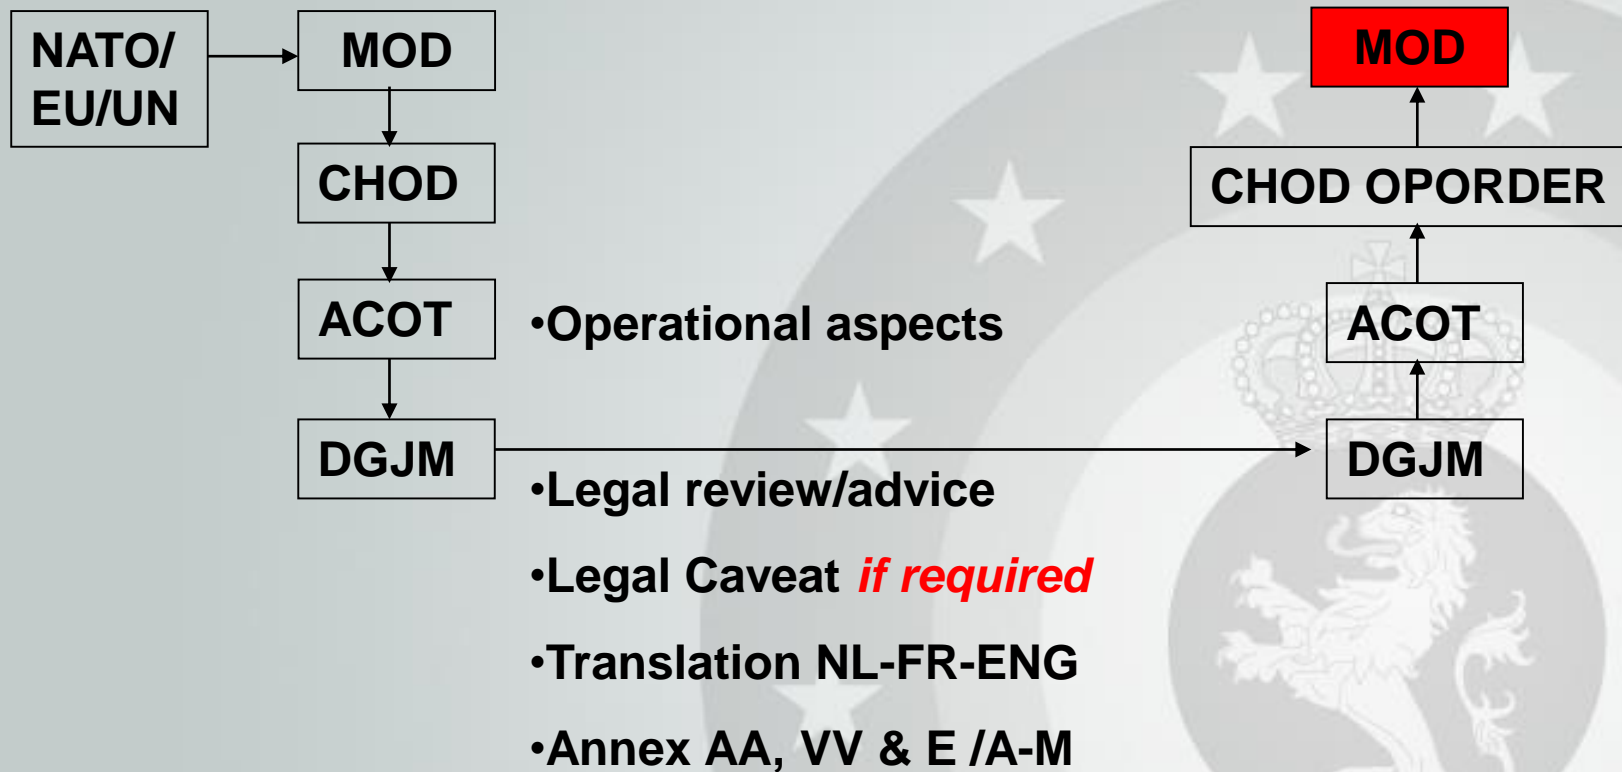 NATO/
EU/UN
MOD
CHOD
ACOT
•Operational aspects
DGJM
•Legal review/advice
•Legal Caveat if required
•Translation NL-FR-ENG
•Annex AA, VV & E /A-M
MOD
CHOD OPORDER
ACOT
DGJM